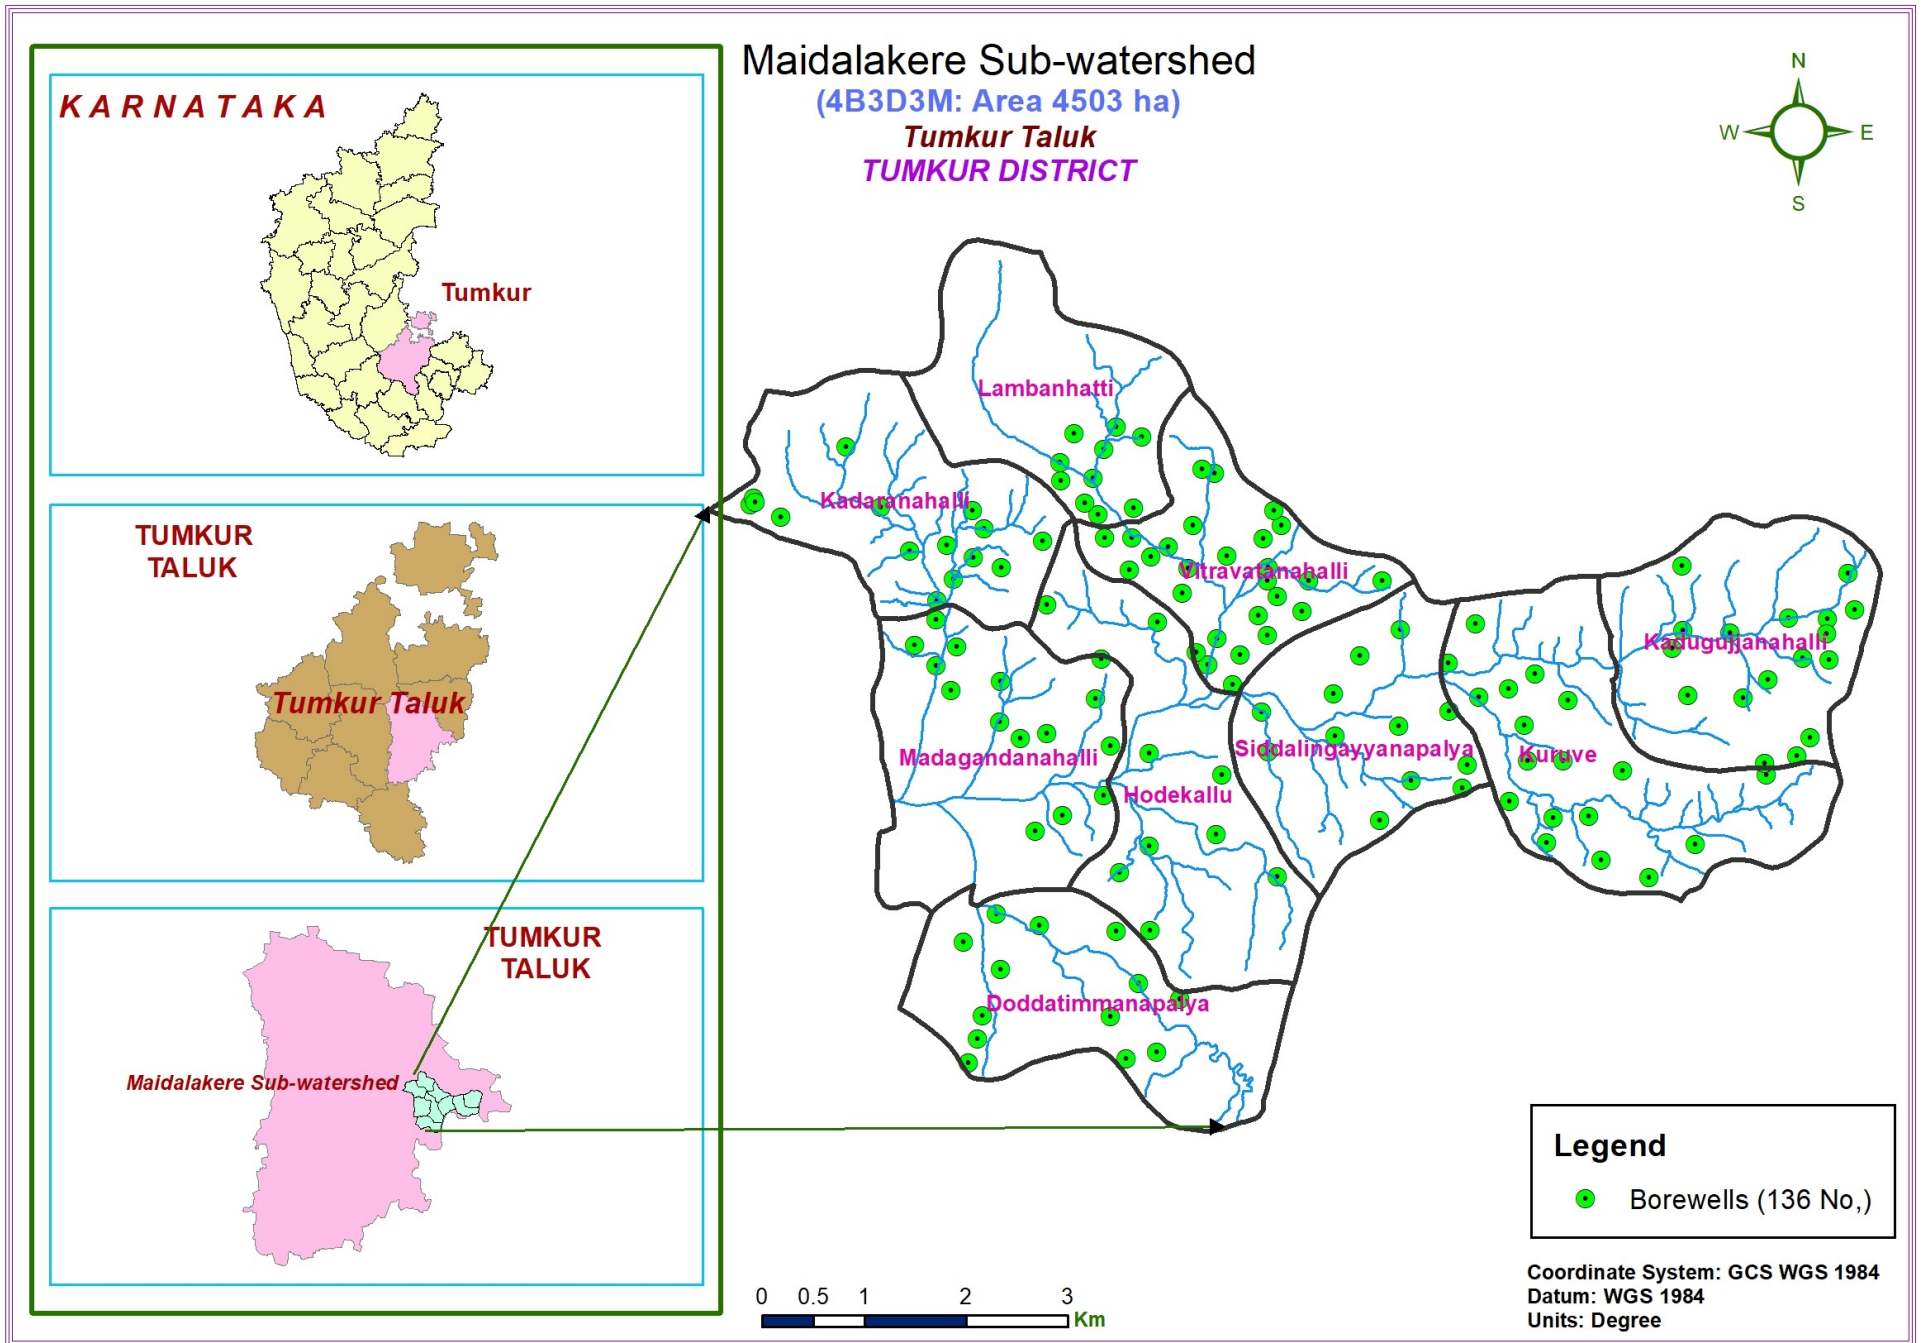 Maidalakere Sub-watershed
(4B3D3M: Area 4503 ha)
Tumkur Taluk
TUMKUR DISTRICT
N
W
E
S
KARNATAKA
Tumkur
TUMKUR
TALUK
Tumkur Taluk
TUMKUR
TALUK
Maidalakere Sub-watershed
Lambanhatti
Kadaranahalli
Vitravatanahalli
Kadugujjanahalli
Madagandanahalli
Siddalingayyanapalya
Kuruve
Hodekallu
Doddatimmanapalya
Legend
Borewells (136 No,)
Coordinate System: GCS WGS 1984
Datum: WGS 1984
Units: Degree
0 0.5 1 2 3
Km